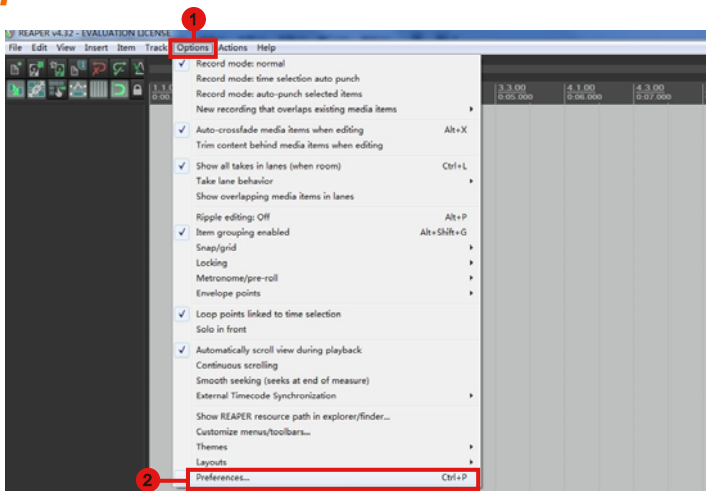 1
REAPER v4.32 - EVALUATION LICENSE
File Edit View Insert Item Track Options Actions Help
Record mode: normal
Record mode: time selection auto punch
Record mode: auto-punch selected items
New recording that overlaps existing media items
1.1.0
0:00
3.3.00
0:05.000
4.1.00
0:06.000
4.3.00
0:07.000
Auto-crossfade media items when editing Alt+X
Trim content behind media items when editing
Show all takes in lanes (when room) Ctrl+L
Take lane behavior
Show overlapping media items in lanes
Ripple editing: Off Alt+P
Item grouping enabled Alt+Shift+G
Snap/grid
Locking
Metronome/pre-roll
Envelope points
Loop points linked to time selection
Solo in front
Automatically scroll view during playback
Continuous scrolling
Smooth seeking (seeks at end of measure)
External Timecode Synchronization
Show REAPER resource path in explorer/finder...
Customize menus/toolbars...
Themes
Layouts
2
Preferences... Ctrl+P